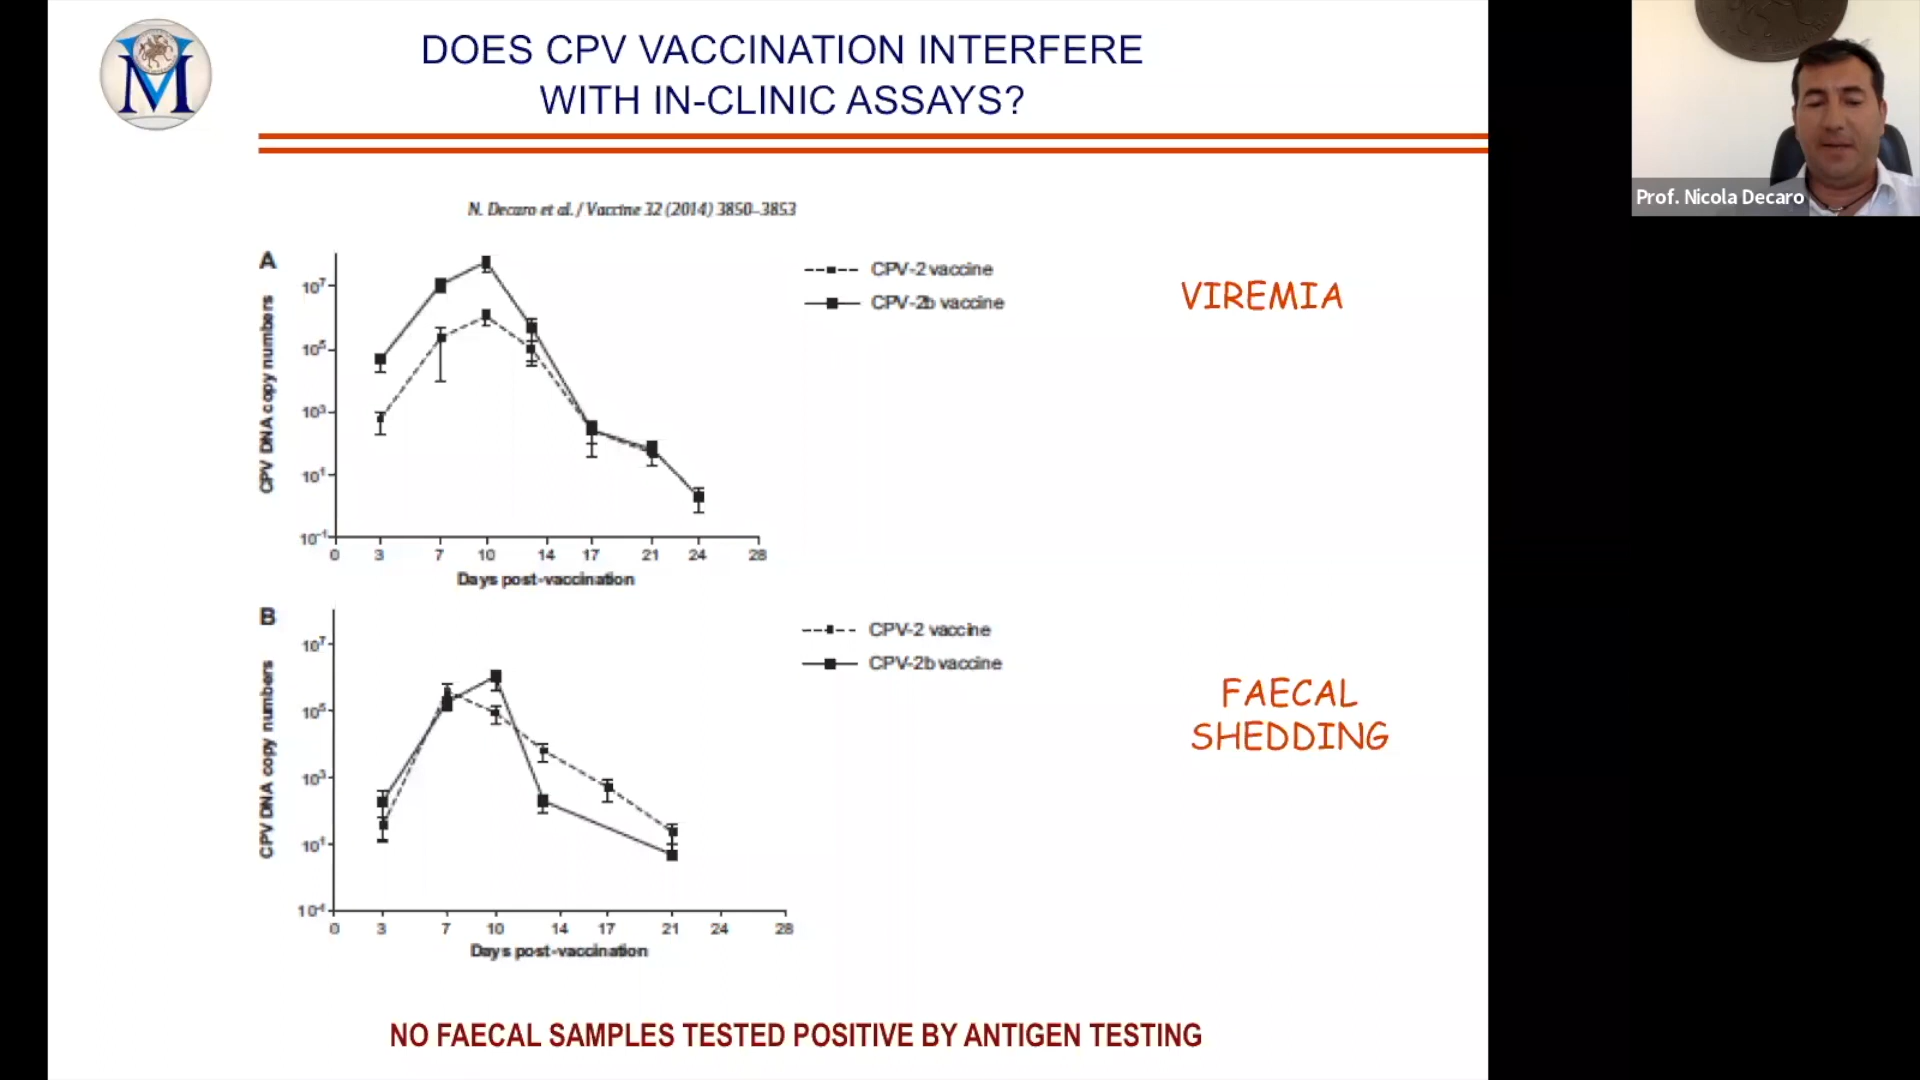 DOES CPV VACCINATION INTERFERE
WITH IN-CLINIC ASSAYS?
Prof. Nicola Decaro
N. Decaro et al. / Vaccine 32 (2014) 3850–3853
A
CPV DNA copy numbers
10⁷
10⁵
10³
10¹
10⁻¹
0 3 7 10 14 17 21 24 28
Days post-vaccination
CPV-2 vaccine
CPV-2b vaccine
VIREMIA
B
CPV DNA copy numbers
10⁷
10⁵
10³
10¹
10⁻¹
0 3 7 10 14 17 21 24 28
Days post-vaccination
CPV-2 vaccine
CPV-2b vaccine
FAECAL
SHEDDING
NO FAECAL SAMPLES TESTED POSITIVE BY ANTIGEN TESTING